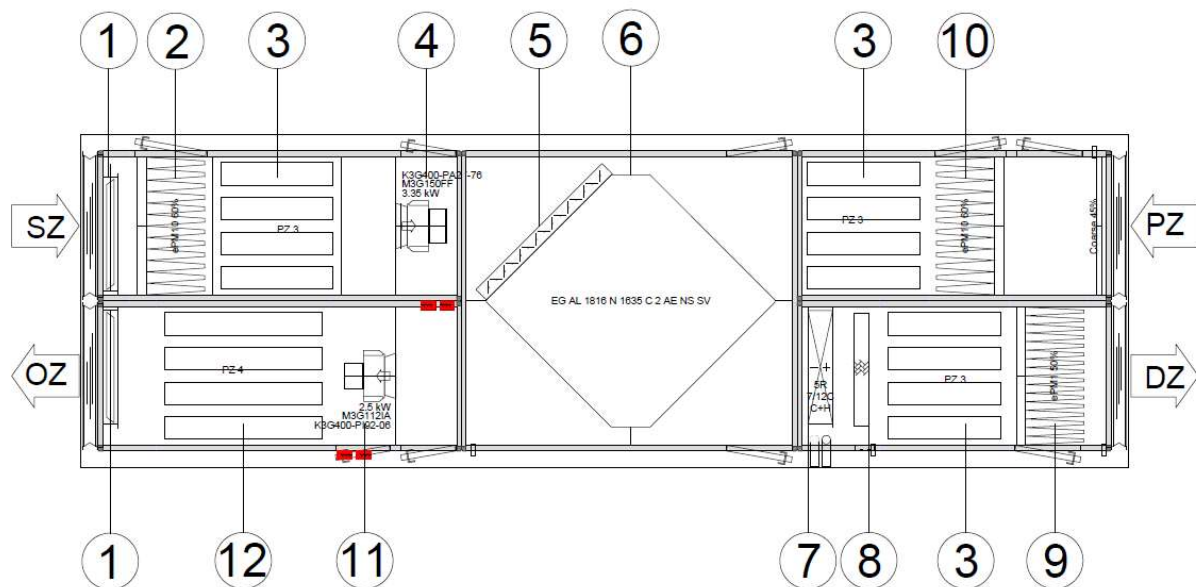 1 2 3 4 5 6 3 10
SZ
ePM10 60%
PZ 3
M3G150FF
3.35 kW
PZ 3
ePM10 60%
Coarse 45%
PZ
EG AL 1816 N 1635 C 2 AE NS SV
OZ
PZ 4
2.5 kW
M3G112IA
K3G400-PI92-06
5R
7/12C
C+H
PZ 3
ePM1 50%
DZ
1 12 11 7 8 3 9